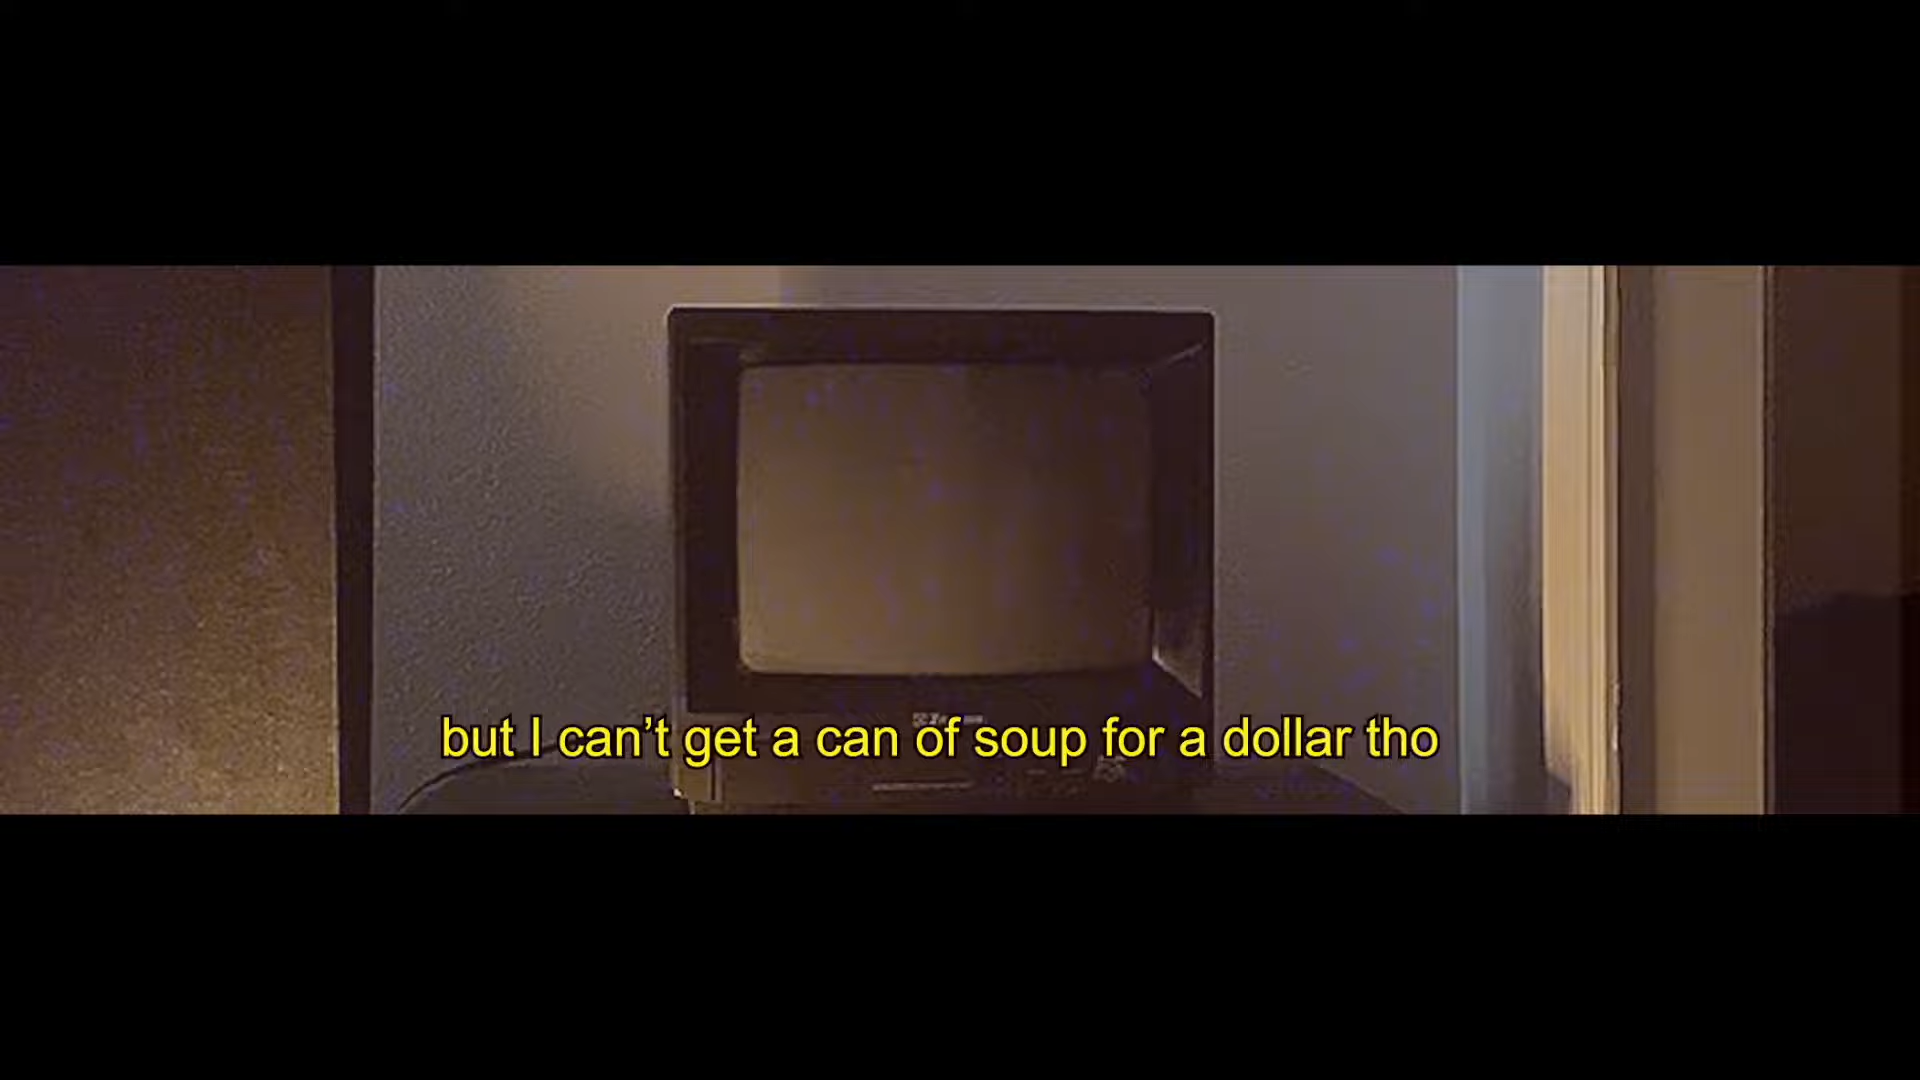 but I can’t get a can of soup for a dollar tho